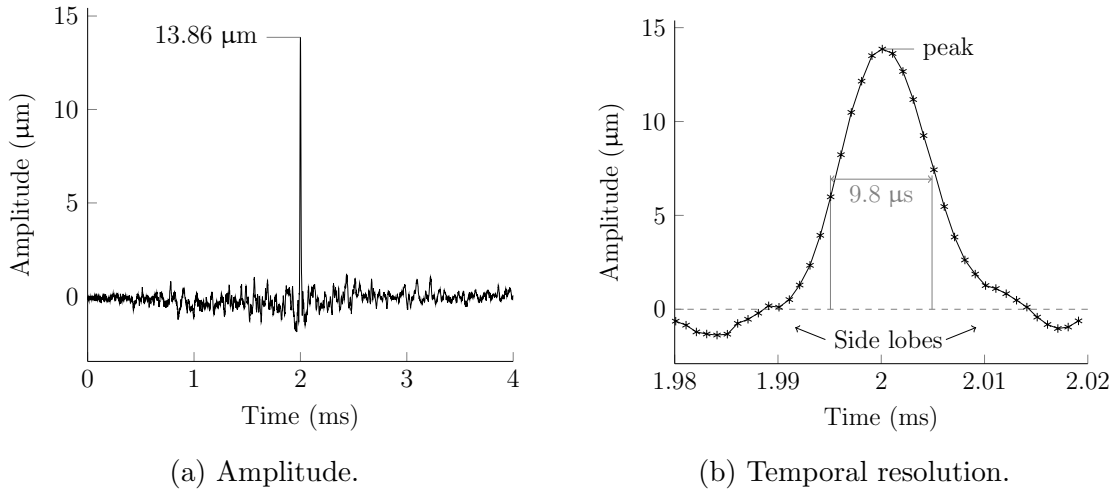 15
10
5
0
Amplitude (μm)
13.86 μm
0 1 2 3 4
Time (ms)
(a) Amplitude.
15
10
5
0
Amplitude (μm)
peak
9.8 μs
Side lobes
1.98 1.99 2 2.01 2.02
Time (ms)
(b) Temporal resolution.